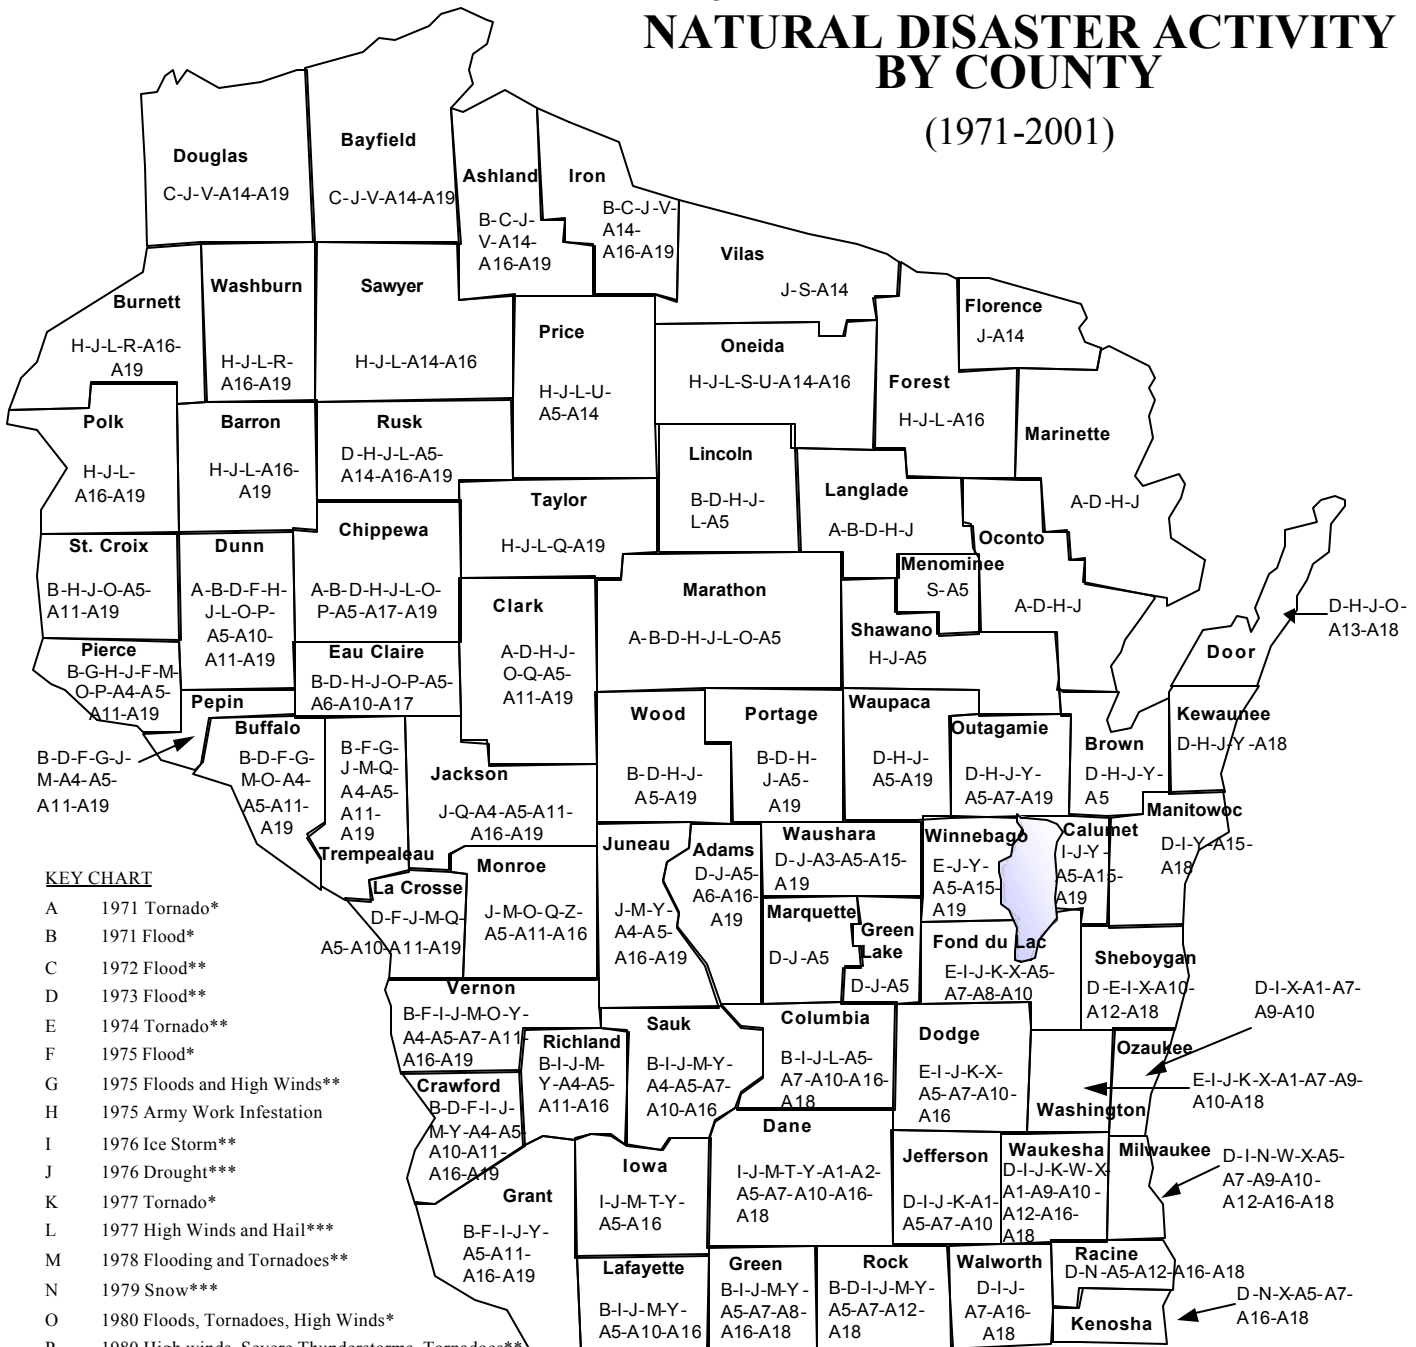 NATURAL DISASTER ACTIVITY
BY COUNTY
(1971-2001)
Douglas
C-J-V-A14-A19
Bayfield
C-J-V-A14-A19
Ashland
B-C-J-
V-A14-
A16-A19
Iron
B-C-J-V-
A14-
A16-A19
Vilas
J-S-A14
Florence
J-A14
Burnett
H-J-L-R-A16-
A19
Washburn
H-J-L-R-
A16-A19
Sawyer
H-J-L-A14-A16
Price
H-J-L-U-
A5-A14
Oneida
H-J-L-S-U-A14-A16
Forest
H-J-L-A16
Marinette
A-D-H-J
Polk
H-J-L-
A16-A19
Barron
H-J-L-A16-
A19
Rusk
D-H-J-L-A5-
A14-A16-A19
Lincoln
B-D-H-J-
L-A5
Langlade
A-B-D-H-J
Taylor
H-J-L-Q-A19
Chippewa
A-B-D-H-J-L-O-
P-A5-A17-A19
St. Croix
B-H-J-O-A5-
A11-A19
Dunn
A-B-D-F-H-
J-L-O-P-
A5-A10-
A11-A19
Oconto
A-D-H-J
Menominee
S-A5
Marathon
A-B-D-H-J-L-O-A5
Clark
A-D-H-J-
O-Q-A5-
A11-A19
Shawano
H-J-A5
D-H-J-O-
A13-A18
Door
Pierce
B-G-H-J-F-M-
O-P-A4-A5-
A11-A19
Eau Claire
B-D-H-J-O-P-A5-
A6-A10-A17
Pepin
B-D-F-G-J-
M-A4-A5-
A11-A19
Buffalo
B-D-F-G-
M-O-A4-
A5-A11-
A19
B-F-G-
J-M-Q-
A4-A5-
A11-
A19
Trempealeau
Jackson
J-Q-A4-A5-A11-
A16-A19
Wood
B-D-H-J-
A5-A19
Portage
B-D-H-
J-A5-
A19
Waupaca
D-H-J-
A5-A19
Outagamie
D-H-J-Y-
A5-A7-A19
Brown
D-H-J-Y-
A5
Kewaunee
D-H-J-Y-A18
Manitowoc
D-I-Y-A15-
A18
Calumet
I-J-Y-
A5-A15-
A19
Winnebago
E-J-Y-
A5-A15-
A19
Waushara
D-J-A3-A5-A15-
A19
Adams
D-J-A5-
A6-A16-
A19
Juneau
J-M-Y-
A4-A5-
A16-A19
Monroe
J-M-O-Q-Z-
A5-A11-A16
La Crosse
D-F-J-M-Q-
A5-A10-A11-A19
Marquette
D-J-A5
Green
Lake
D-J-A5
Fond du Lac
E-I-J-K-X-A5-
A7-A8-A10
Sheboygan
D-E-I-X-A10-
A12-A18
D-I-X-A1-A7-
A9-A10
Ozaukee
Vernon
B-F-I-J-M-O-Y-
A4-A5-A7-A11-
A16-A19
Richland
B-I-J-M-
Y-A4-A5-
A11-A16
Sauk
B-I-J-M-Y-
A4-A5-A7-
A10-A16
Columbia
B-I-J-L-A5-
A7-A10-A16-
A18
Dodge
E-I-J-K-X-
A5-A7-A10-
A16
E-I-J-K-X-A1-A7-A9-
A10-A18
Washington
Crawford
B-D-F-I-J-
M-Y-A4-A5-
A10-A11-
A16-A19
Grant
B-F-I-J-Y-
A5-A11-
A16-A19
Iowa
I-J-M-T-Y-
A5-A16
Dane
I-J-M-T-Y-A1-A2-
A5-A7-A10-A16-
A18
Jefferson
D-I-J-K-A1-
A5-A7-A10
Waukesha
D-I-J-K-W-X-
A1-A9-A10-
A12-A16-
A18
Milwaukee
D-I-N-W-X-A5-
A7-A9-A10-
A12-A16-A18
Lafayette
B-I-J-M-Y-
A5-A10-A16
Green
B-I-J-M-Y-
A5-A7-A8-
A16-A18
Rock
B-D-I-J-M-Y-
A5-A7-A12-
A18
Walworth
D-I-J-
A7-A16-
A18
Racine
D-N-A5-A12-A16-A18
Kenosha
D-N-X-A5-A7-
A16-A18
KEY CHART
A 1971 Tornado*
B 1971 Flood*
C 1972 Flood**
D 1973 Flood**
E 1974 Tornado**
F 1975 Flood*
G 1975 Floods and High Winds**
H 1975 Army Work Infestation
I 1976 Ice Storm**
J 1976 Drought***
K 1977 Tornado*
L 1977 High Winds and Hail***
M 1978 Flooding and Tornadoes**
N 1979 Snow***
O 1980 Floods, Tornadoes, High Winds*
P 1980 High winds, Severe Thunderstorms, Tornadoes**